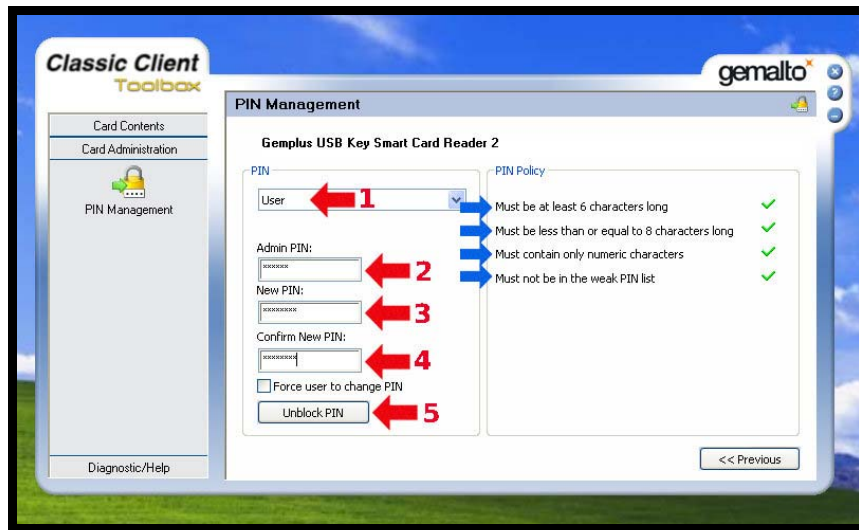 Classic Client
Toolbox
gemalto
PIN Management
Card Contents
Card Administration
PIN Management
Diagnostic/Help
Gemplus USB Key Smart Card Reader 2
PIN
User
1
Admin PIN:
xxxxxx
2
New PIN:
xxxxxxxx
3
Confirm New PIN:
xxxxxxxx
4
Force user to change PIN
Unblock PIN
5
PIN Policy
Must be at least 6 characters long
Must be less than or equal to 8 characters long
Must contain only numeric characters
Must not be in the weak PIN list
<< Previous